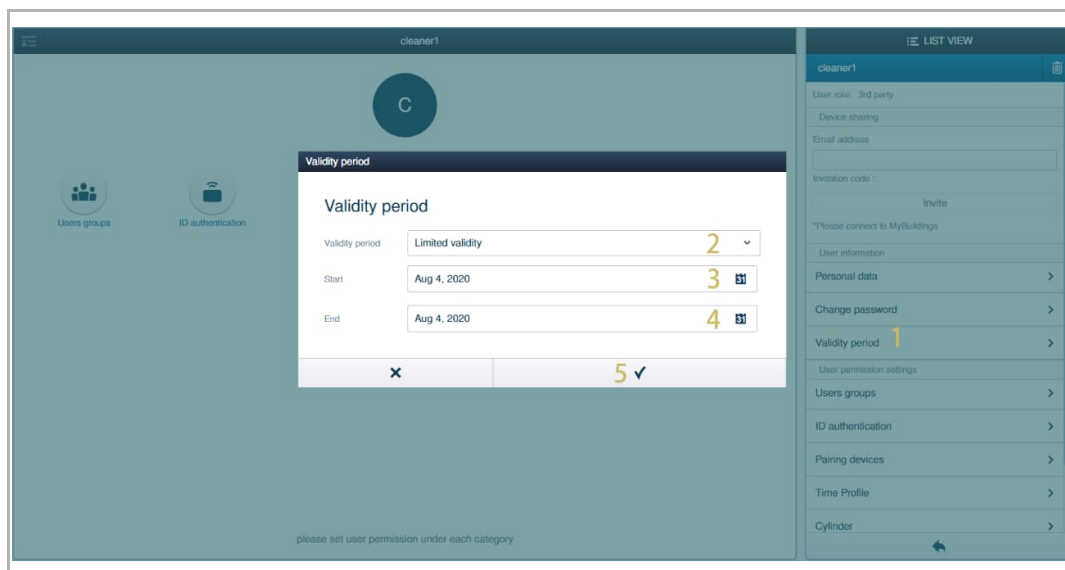 cleaner1
C
Users groups
ID authentication
please set user permission under each category
Validity period
Validity period
Validity period
Limited validity
2
Start
Aug 4, 2020
3
31
End
Aug 4, 2020
4
31
5
LIST VIEW
cleaner1
User role: 3rd party
Device sharing
Email address
Invitation code :
Invite
*Please connect to MyBuildings
User information
Personal data
Change password
Validity period
1
User permission settings
Users groups
ID authentication
Pairing devices
Time Profile
Cylinder